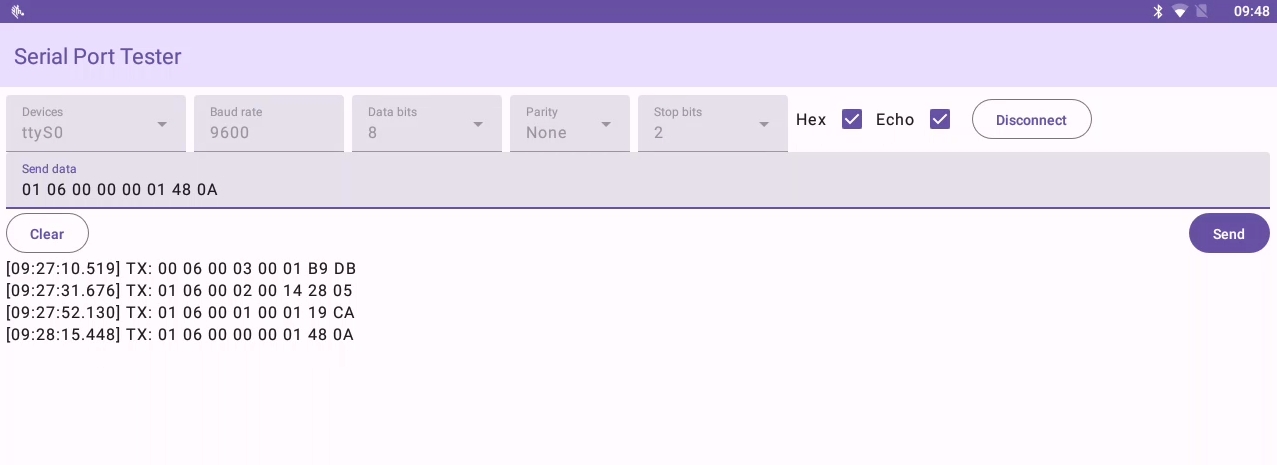 09:48
Serial Port Tester
Devices
ttyS0
Baud rate
9600
Data bits
8
Parity
None
Stop bits
2
Hex
Echo
Disconnect
Send data
01 06 00 00 00 01 48 0A
Clear
Send
[09:27:10.519] TX: 00 06 00 03 00 01 B9 DB
[09:27:31.676] TX: 01 06 00 02 00 14 28 05
[09:27:52.130] TX: 01 06 00 01 00 01 19 CA
[09:28:15.448] TX: 01 06 00 00 00 01 48 0A